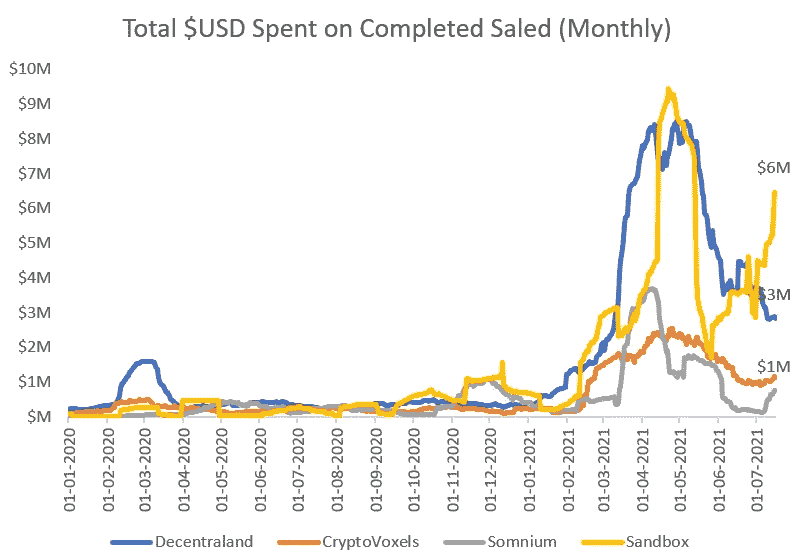 Total $USD Spent on Completed Saled (Monthly)
$10M
$9M
$8M
$7M
$6M
$5M
$4M
$3M
$2M
$1M
$M
$6M
$3M
$1M
01-01-2020
01-02-2020
01-03-2020
01-04-2020
01-05-2020
01-06-2020
01-07-2020
01-08-2020
01-09-2020
01-10-2020
01-11-2020
01-12-2020
01-01-2021
01-02-2021
01-03-2021
01-04-2021
01-05-2021
01-06-2021
01-07-2021
Decentraland CryptoVoxels Somnium Sandbox